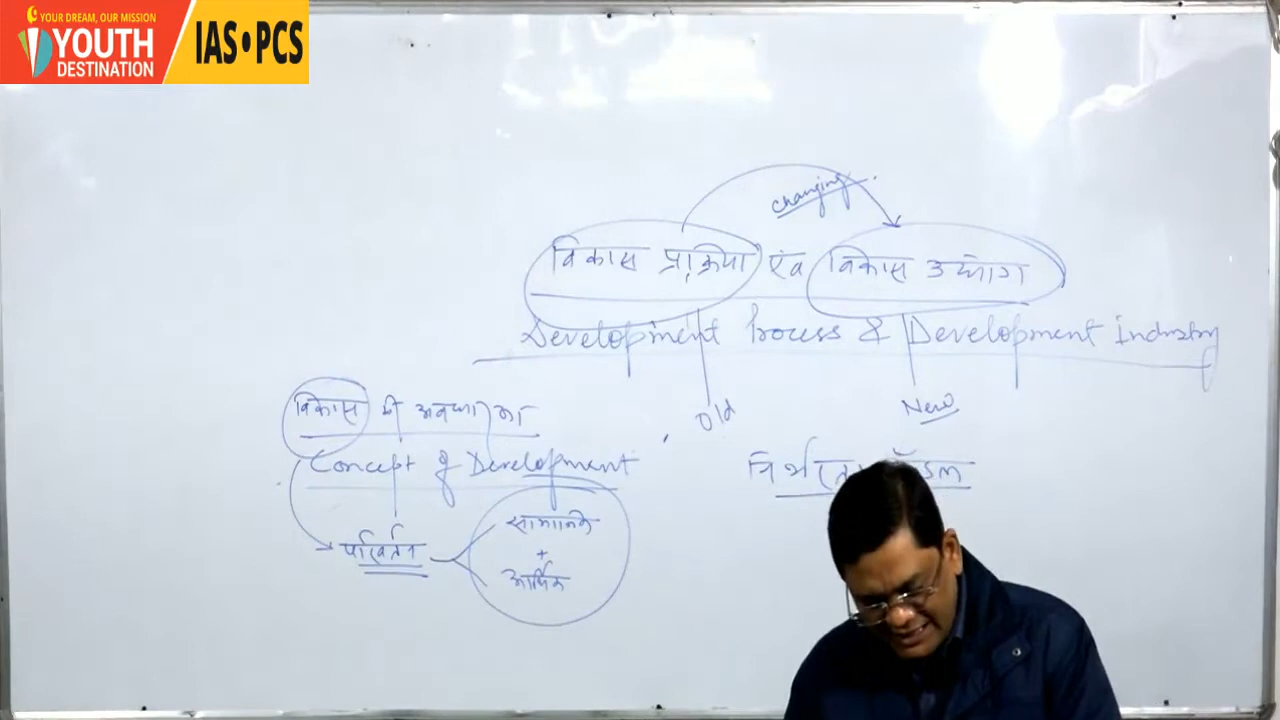 YOUR DREAM, OUR MISSION
YOUTH
DESTINATION
IAS•PCS
changing
विकास प्रक्रिया एंव विकास उद्योग
Development Process & Development Industry
Old
New
विकास की अवधारणा
Concept of Development
परिवर्तन
सामाजिक
+
आर्थिक